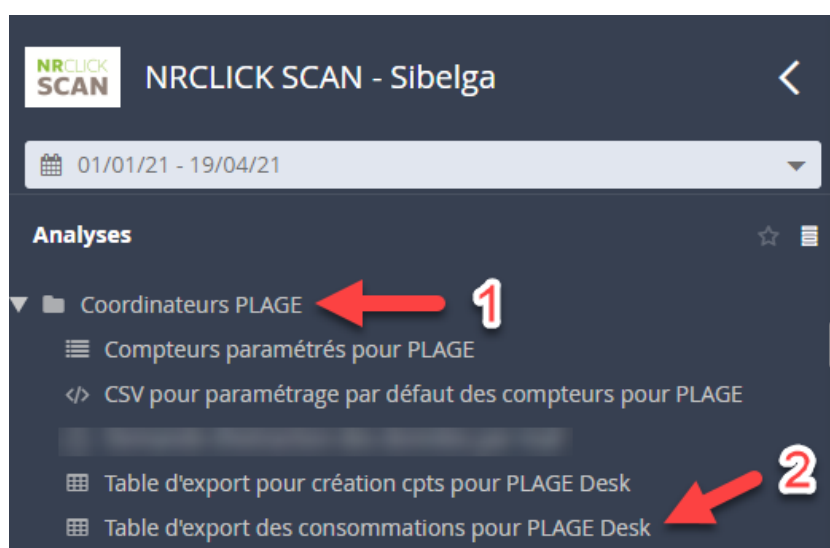 NRCLICK
SCAN
NRCLICK SCAN - Sibelga
01/01/21 - 19/04/21
Analyses
Coordinateurs PLAGE
1
Compteurs paramétrés pour PLAGE
</> CSV pour paramétrage par défaut des compteurs pour PLAGE
Table d'export pour création cpts pour PLAGE Desk
2
Table d'export des consommations pour PLAGE Desk